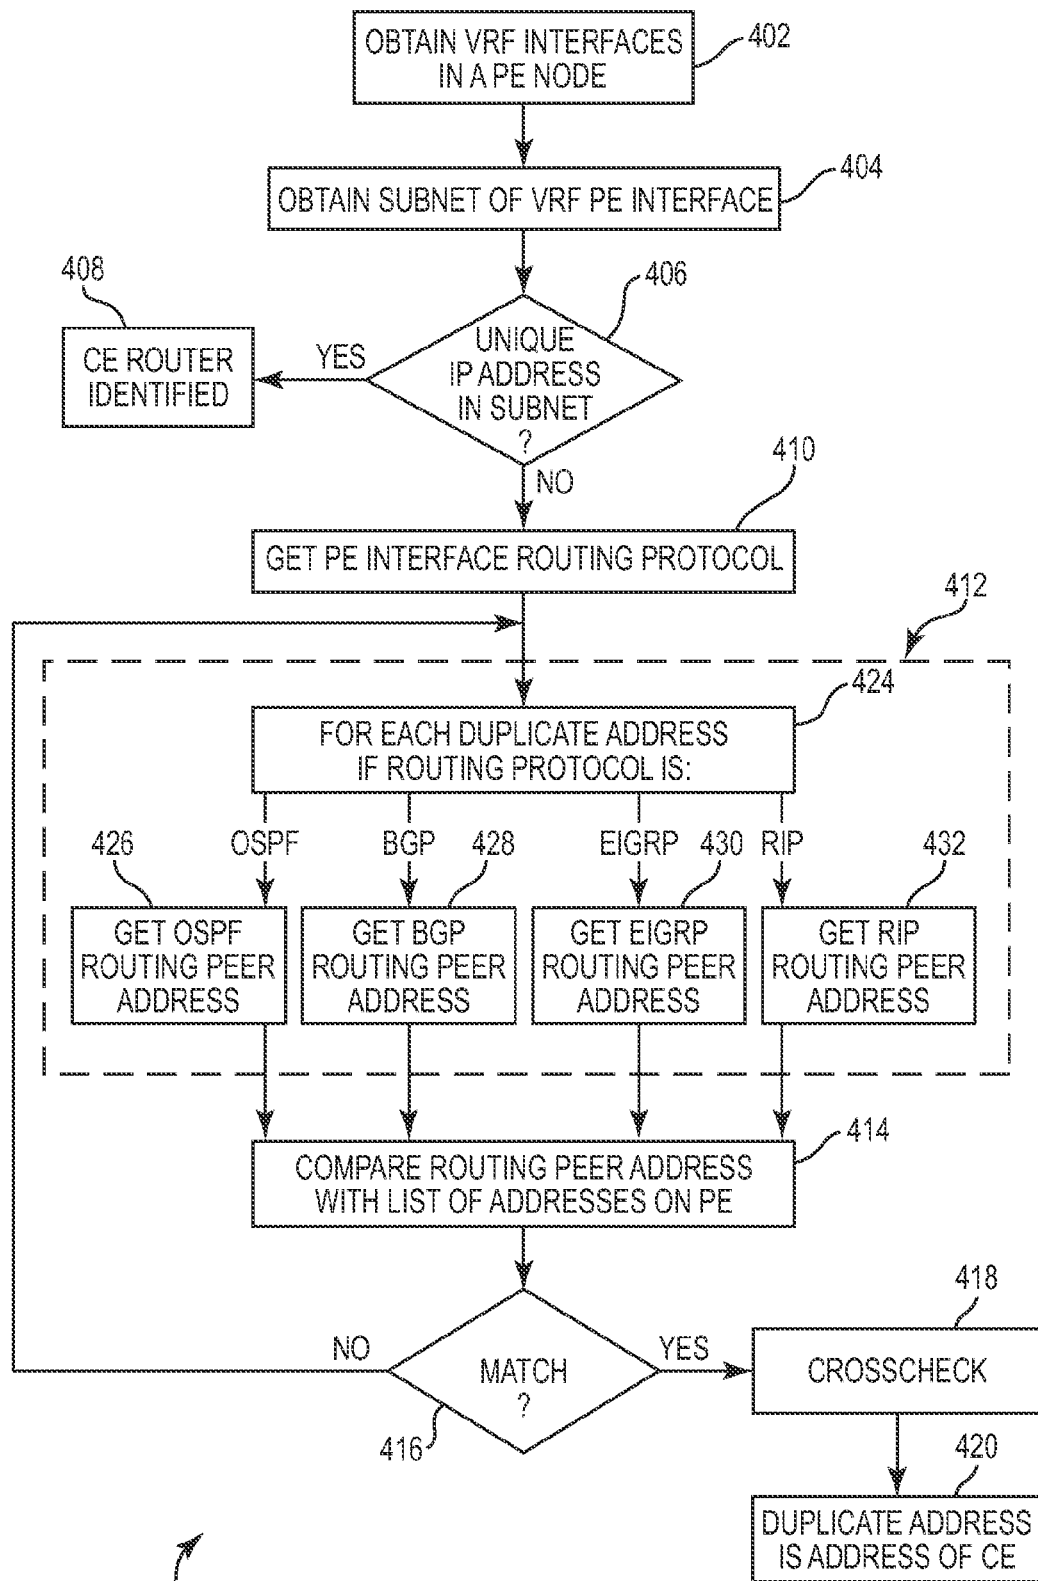 OBTAIN VRF INTERFACES
IN A PE NODE
402
OBTAIN SUBNET OF VRF PE INTERFACE
404
408
406
CE ROUTER
IDENTIFIED
YES
UNIQUE
IP ADDRESS
IN SUBNET
?
NO
410
GET PE INTERFACE ROUTING PROTOCOL
412
424
FOR EACH DUPLICATE ADDRESS
IF ROUTING PROTOCOL IS:
426
OSPF
BGP
428
EIGRP
430
RIP
432
GET OSPF
ROUTING PEER
ADDRESS
GET BGP
ROUTING PEER
ADDRESS
GET EIGRP
ROUTING PEER
ADDRESS
GET RIP
ROUTING PEER
ADDRESS
414
COMPARE ROUTING PEER ADDRESS
WITH LIST OF ADDRESSES ON PE
418
NO
MATCH
?
YES
CROSSCHECK
416
420
DUPLICATE ADDRESS
IS ADDRESS OF CE